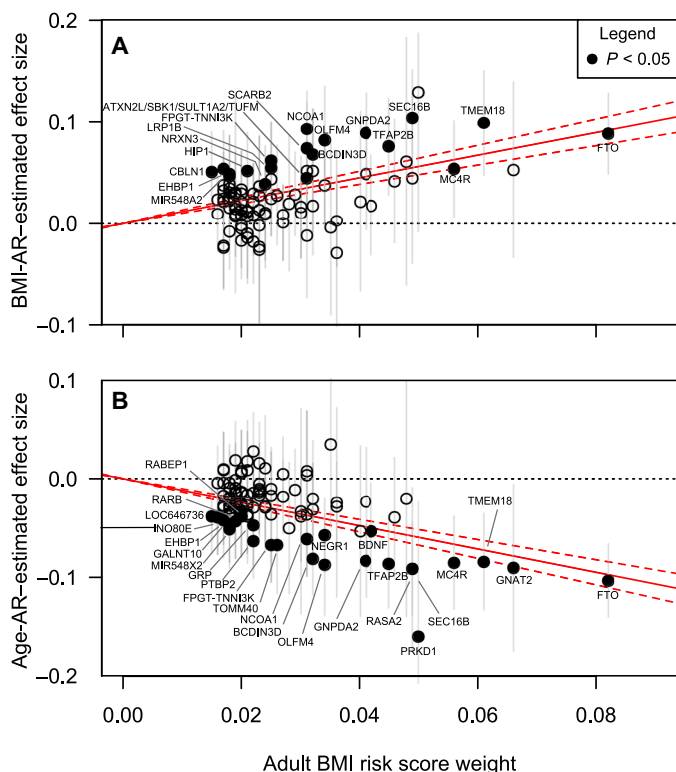 A
Legend
P < 0.05
BMI-AR–estimated effect size
0.2
0.1
0.0
–0.1
SCARB2
ATXN2L/SBK1/SULT1A2/TUFM
FPGT-TNNI3K
LRP1B
NRXN3
HIP1
CBLN1
EHBP1
MIR548A2
NCOA1
OLFM4
BCDIN3D
GNPDA2
TFAP2B
SEC16B
MC4R
TMEM18
FTO
B
Age-AR–estimated effect size
0.1
0.0
–0.1
–0.2
RABEP1
RARB
LOC646736
INO80E
EHBP1
GALNT10
MIR548X2
GRP
PTBP2
FPGT-TNNI3K
TOMM40
NCOA1
BCDIN3D
OLFM4
NEGR1
BDNF
GNPDA2
TFAP2B
RASA2
SEC16B
PRKD1
MC4R
TMEM18
GNAT2
FTO
0.00
0.02
0.04
0.06
0.08
Adult BMI risk score weight